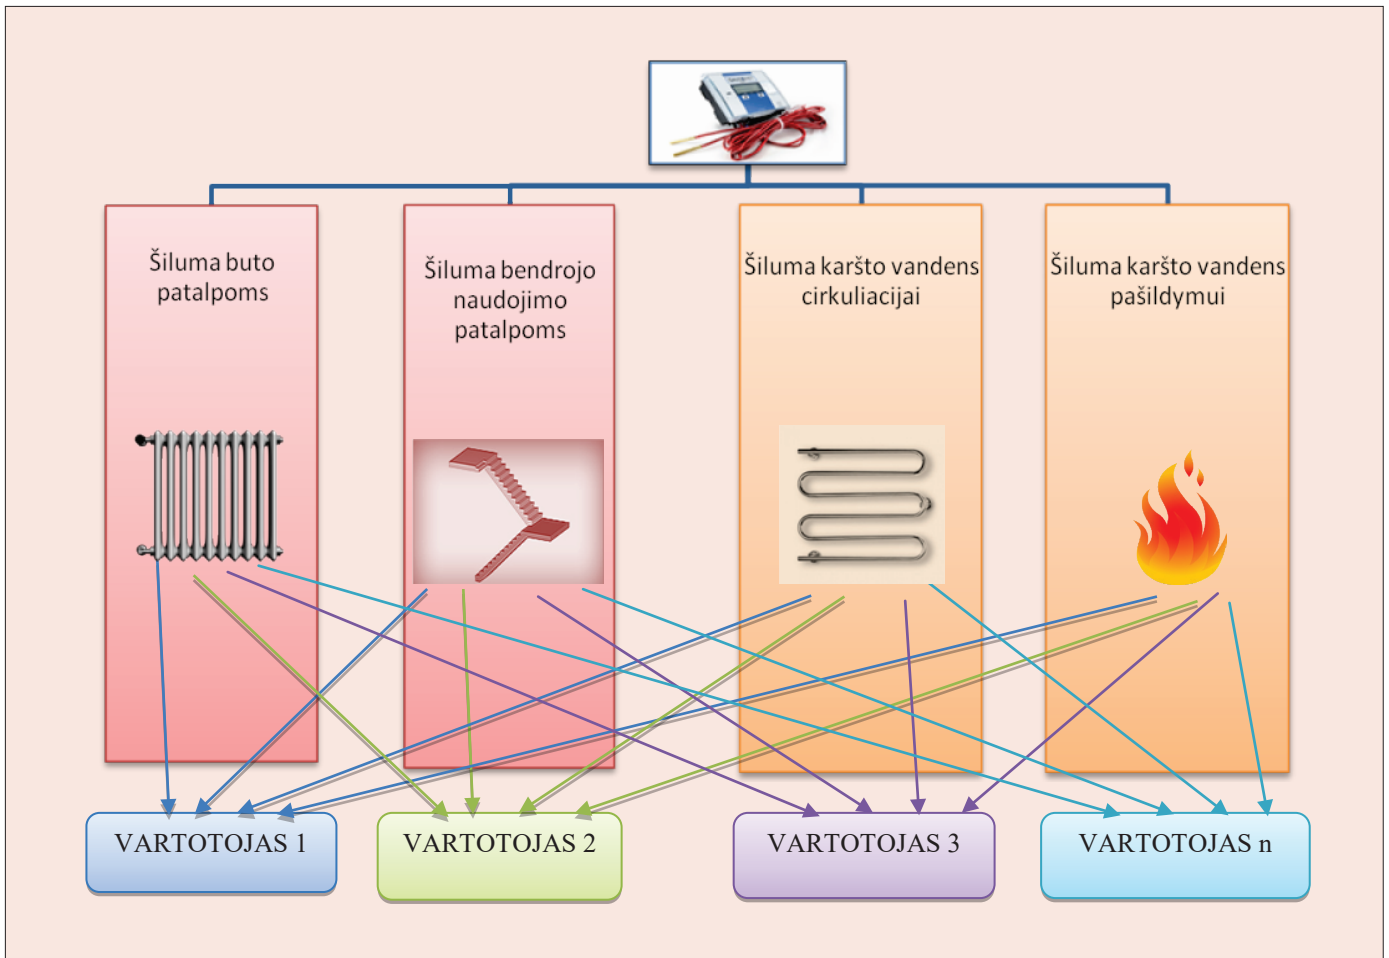 Šiluma buto
patalpoms
Šiluma bendrojo
naudojimo
patalpoms
Šiluma karšto vandens
cirkuliacijai
Šiluma karšto vandens
pašildymui
VARTOTOJAS 1
VARTOTOJAS 2
VARTOTOJAS 3
VARTOTOJAS n